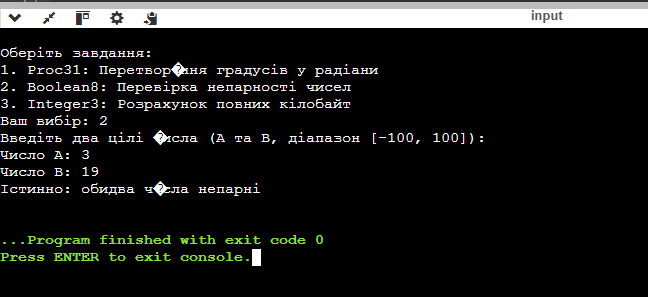 input
Оберіть завдання:
1. Proc31: Перетвор�ння градусів у радіани
2. Boolean8: Перевірка непарності чисел
3. Integer3: Розрахунок повних кілобайт
Ваш вибір: 2
Введіть два цілі �исла (A та B, діапазон [-100, 100]):
Число A: 3
Число B: 19
Істинно: обидва ч�сла непарні
...Program finished with exit code 0
Press ENTER to exit console.